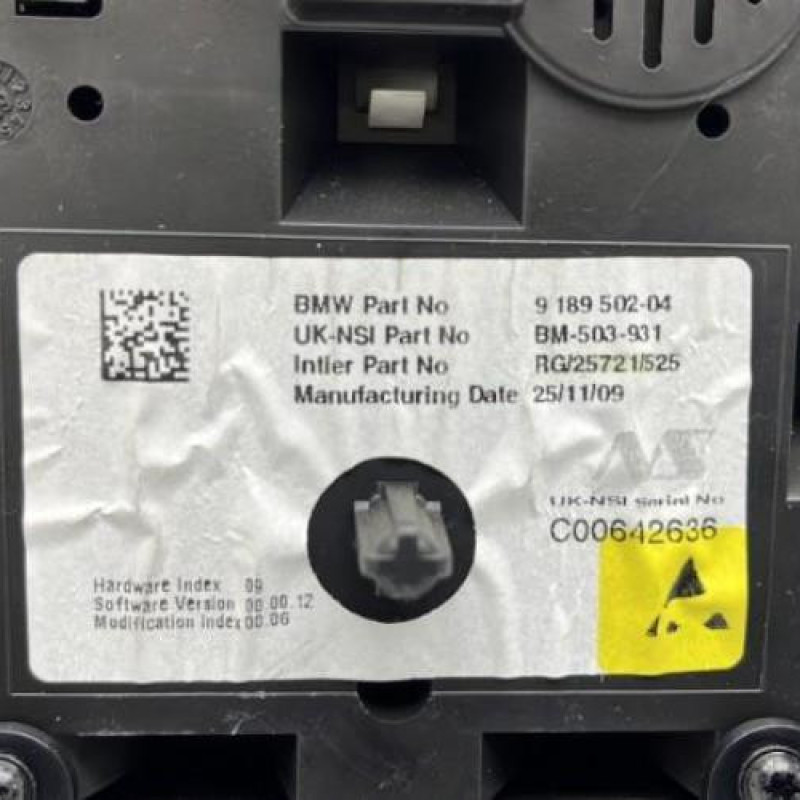 BMW Part No 9 189 502-04
UK-NSI Part No BM-503-931
Intier Part No RG/25721/525
Manufacturing Date 25/11/09
NS
UK-NSI Serial No
C00642636
Hardware Index 09
Software Version 00.00.12
Modification Index 00.06